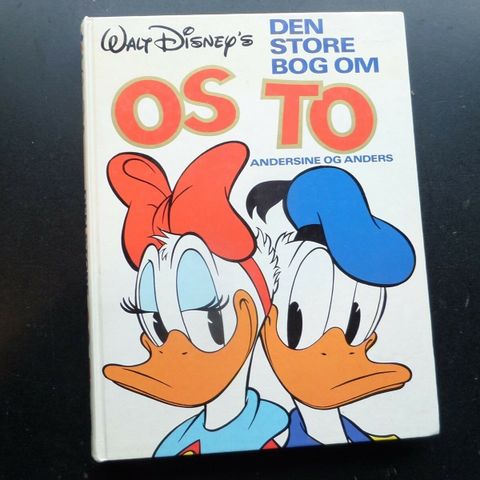 WALT DISNEY'S
DEN
STORE
BOG OM
OS TO
ANDERSINE OG ANDERS